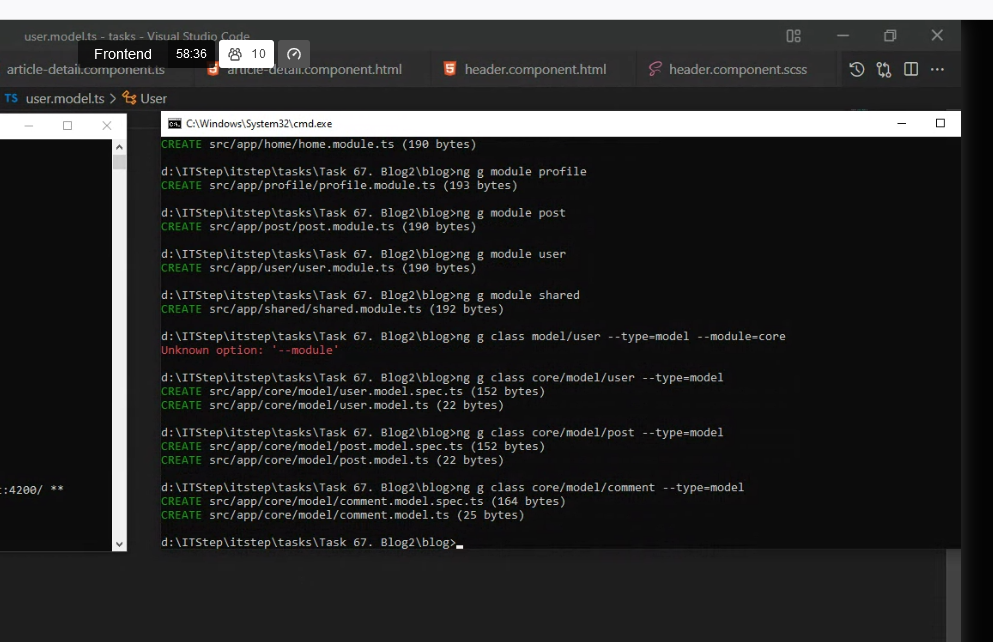 user.model.ts - tasks - Visual Studio Code
Frontend 58:36 10
article-detail.component.ts article-detail.component.html header.component.html header.component.scss
TS user.model.ts > User
C:\Windows\System32\cmd.exe
CREATE src/app/home/home.module.ts (190 bytes)
d:\ITStep\itstep\tasks\Task 67. Blog2\blog>ng g module profile
CREATE src/app/profile/profile.module.ts (193 bytes)
d:\ITStep\itstep\tasks\Task 67. Blog2\blog>ng g module post
CREATE src/app/post/post.module.ts (190 bytes)
d:\ITStep\itstep\tasks\Task 67. Blog2\blog>ng g module user
CREATE src/app/user/user.module.ts (190 bytes)
d:\ITStep\itstep\tasks\Task 67. Blog2\blog>ng g module shared
CREATE src/app/shared/shared.module.ts (192 bytes)
d:\ITStep\itstep\tasks\Task 67. Blog2\blog>ng g class model/user --type=model --module=core
Unknown option: '--module'
d:\ITStep\itstep\tasks\Task 67. Blog2\blog>ng g class core/model/user --type=model
CREATE src/app/core/model/user.model.spec.ts (152 bytes)
CREATE src/app/core/model/user.model.ts (22 bytes)
d:\ITStep\itstep\tasks\Task 67. Blog2\blog>ng g class core/model/post --type=model
CREATE src/app/core/model/post.model.spec.ts (152 bytes)
CREATE src/app/core/model/post.model.ts (22 bytes)
:4200/ **
d:\ITStep\itstep\tasks\Task 67. Blog2\blog>ng g class core/model/comment --type=model
CREATE src/app/core/model/comment.model.spec.ts (164 bytes)
CREATE src/app/core/model/comment.model.ts (25 bytes)
d:\ITStep\itstep\tasks\Task 67. Blog2\blog>